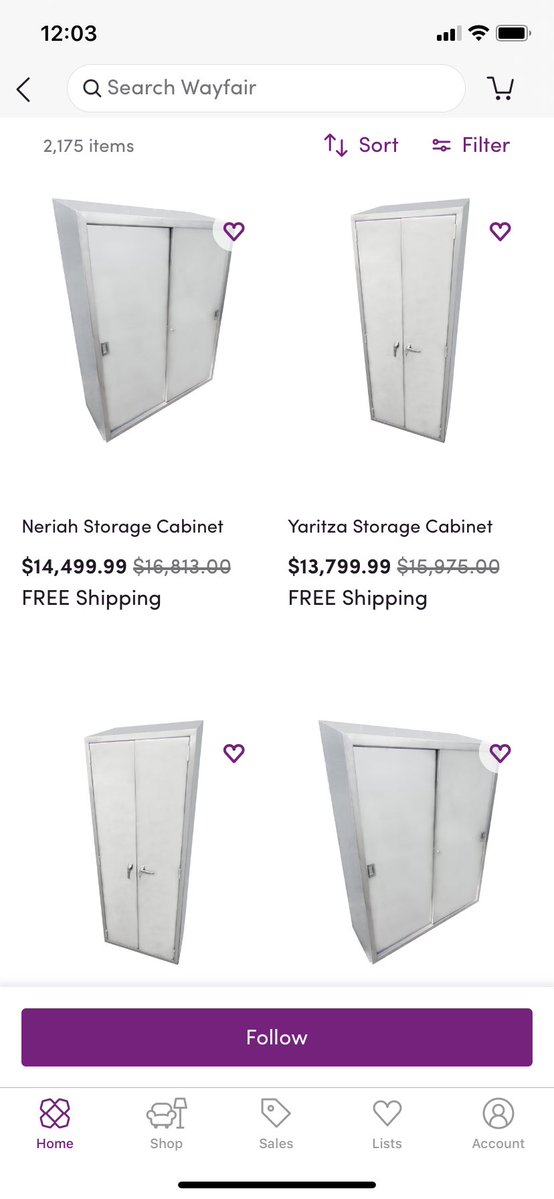 12:03
Search Wayfair
2,175 items
Sort
Filter
Neriah Storage Cabinet
$14,499.99 $16,813.00
FREE Shipping
Yaritza Storage Cabinet
$13,799.99 $15,975.00
FREE Shipping
Follow
Home
Shop
Sales
Lists
Account